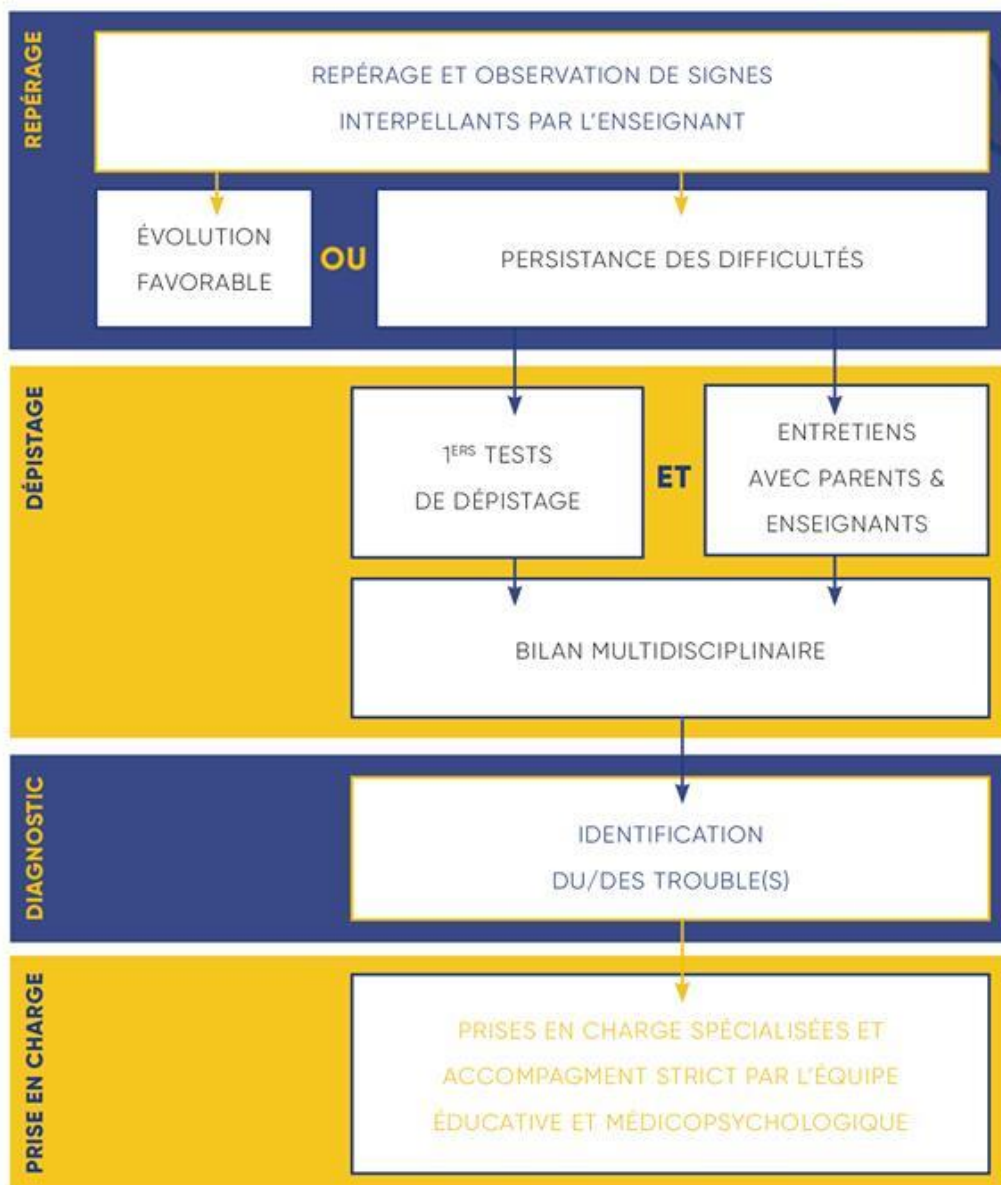 REPÉRAGE
REPÉRAGE ET OBSERVATION DE SIGNES
INTERPELLANTS PAR L'ENSEIGNANT
ÉVOLUTION
FAVORABLE
OU
PERSISTANCE DES DIFFICULTÉS
DÉPISTAGE
1ERS TESTS
DE DÉPISTAGE
ET
ENTRETIENS
AVEC PARENTS &
ENSEIGNANTS
BILAN MULTIDISCIPLINAIRE
DIAGNOSTIC
IDENTIFICATION
DU/DES TROUBLE(S)
PRISE EN CHARGE
PRISES EN CHARGE SPÉCIALISÉES ET
ACCOMPAGMENT STRICT PAR L'ÉQUIPE
ÉDUCATIVE ET MÉDICOPSYCHOLOGIQUE